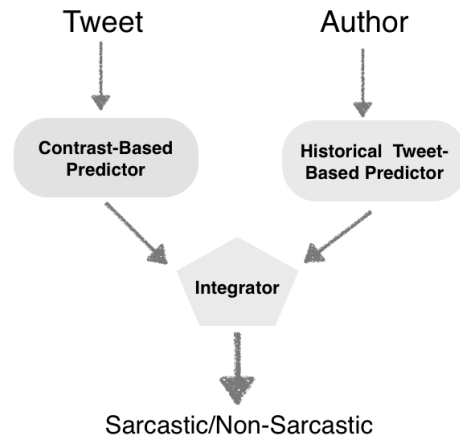 Tweet
Author
Contrast-Based
Predictor
Historical Tweet-
Based Predictor
Integrator
Sarcastic/Non-Sarcastic